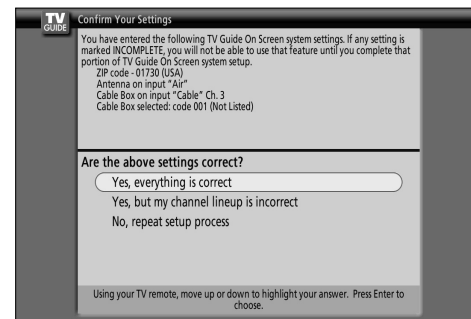 TV
GUIDE
Confirm Your Settings
You have entered the following TV Guide On Screen system settings. If any setting is
marked INCOMPLETE, you will not be able to use that feature until you complete that
portion of TV Guide On Screen system setup.
ZIP code - 01730 (USA)
Antenna on input “Air”
Cable Box on input “Cable” Ch. 3
Cable Box selected: code 001 (Not Listed)
Are the above settings correct?
Yes, everything is correct
Yes, but my channel lineup is incorrect
No, repeat setup process
Using your TV remote, move up or down to highlight your answer. Press Enter to
choose.